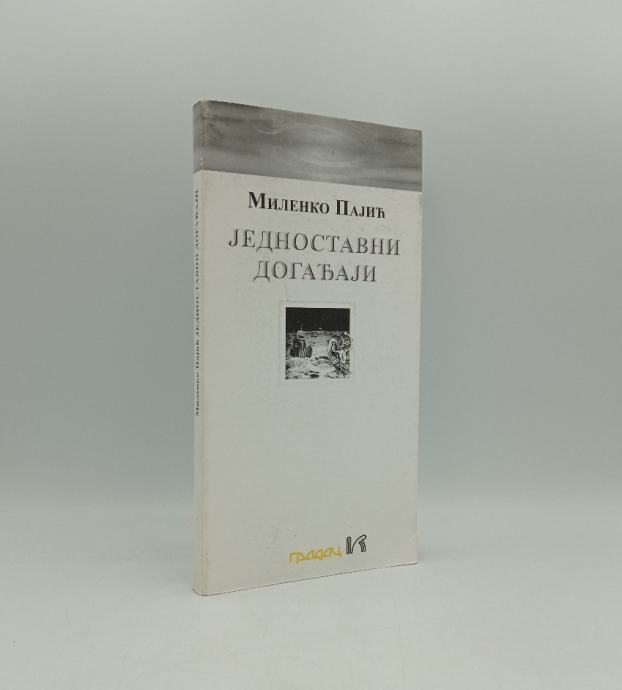 Миленко Пајић
ЈЕДНОСТАВНИ
ДОГАЂАЈИ
градац К
Миленко Пајић ЈЕДНОСТАВНИ ДОГАЂАЈИ